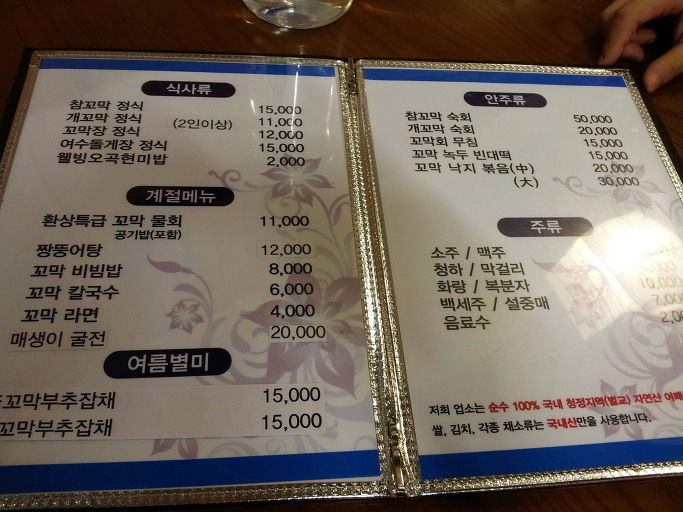 식사류
참꼬막 정식 15,000
개꼬막 정식 (2인이상) 11,000
꼬막장 정식 12,000
여수돌게장 정식 15,000
웰빙오곡현미밥 2,000
계절메뉴
환상특급 꼬막 물회 11,000
공기밥(포함)
짱뚱어탕 12,000
꼬막 비빔밥 8,000
꼬막 칼국수 6,000
꼬막 라면 4,000
매생이 굴전 20,000
여름별미
꼬막부추잡채 15,000
꼬막부추잡채 15,000
안주류
참꼬막 숙회 50,000
개꼬막 숙회 20,000
꼬막회 무침 15,000
꼬막 녹두 빈대떡 15,000
꼬막 낙지 볶음(中) 20,000
(大) 30,000
주류
소주 / 맥주
청하 / 막걸리
화랑 / 복분자 10,000
백세주 / 설중매 7,000
음료수
저희 업소는 순수 100% 국내 청정지역(벌교) 자연산 어패
쌀, 김치, 각종 채소류는 국내산만을 사용합니다.